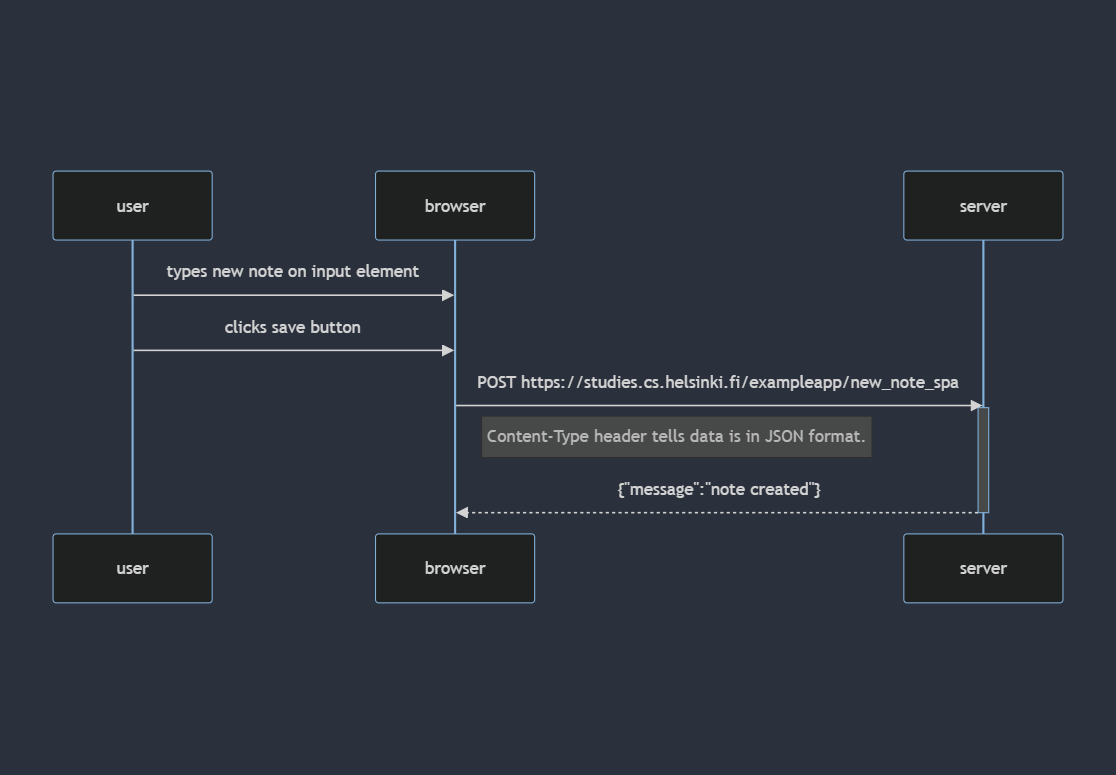 user
browser
server
types new note on input element
clicks save button
POST https://studies.cs.helsinki.fi/exampleapp/new_note_spa
Content-Type header tells data is in JSON format.
{"message":"note created"}
user
browser
server